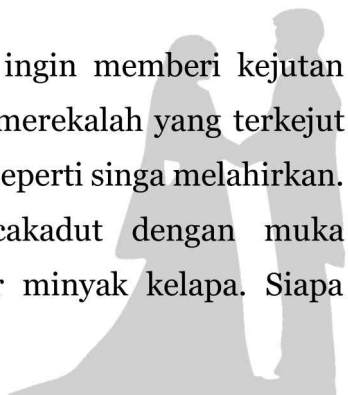 ingin memberi kejutan
merekalah yang terkejut
eperti singa melahirkan.
cakadut dengan muka
minyak kelapa. Siapa